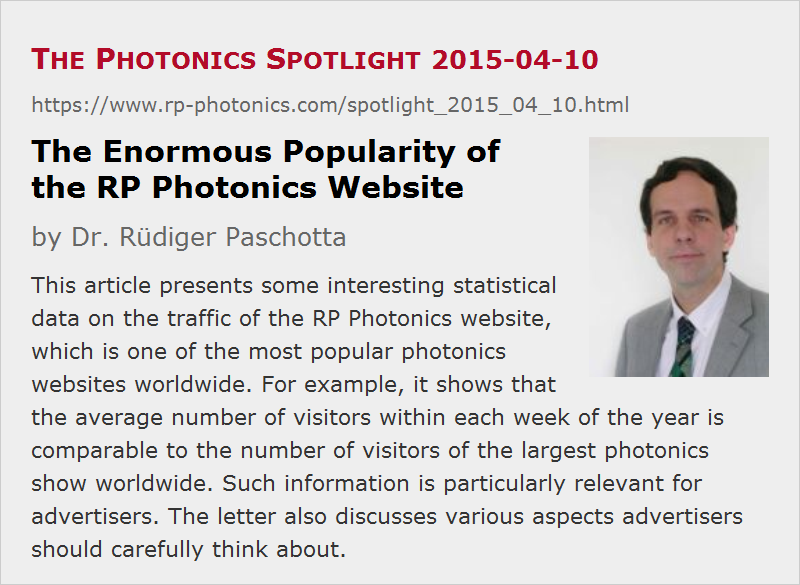 The Photonics Spotlight 2015-04-10
https://www.rp-photonics.com/spotlight_2015_04_10.html
The Enormous Popularity of
the RP Photonics Website
by Dr. Rüdiger Paschotta
This article presents some interesting statistical
data on the traffic of the RP Photonics website,
which is one of the most popular photonics
websites worldwide. For example, it shows that
the average number of visitors within each week of the year is
comparable to the number of visitors of the largest photonics
show worldwide. Such information is particularly relevant for
advertisers. The letter also discusses various aspects advertisers
should carefully think about.